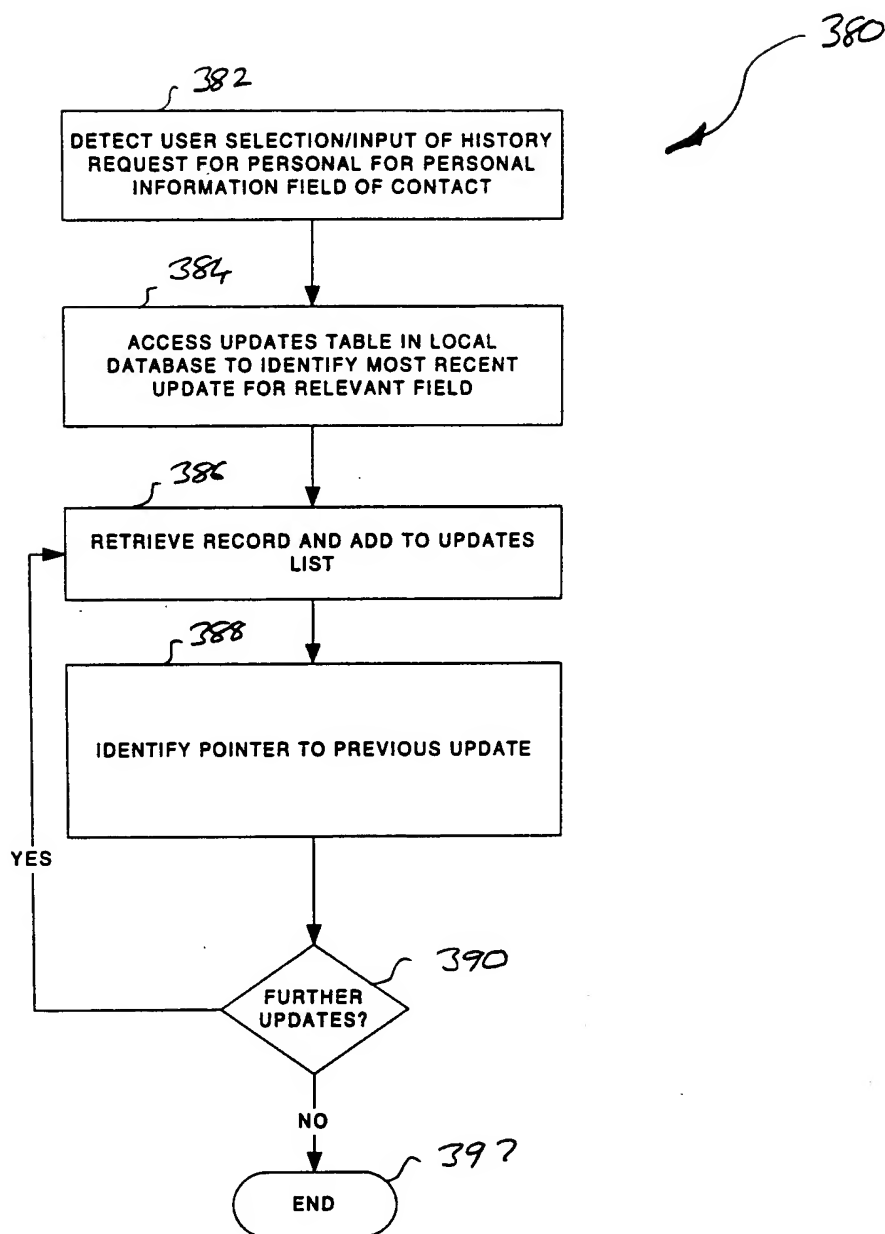 380
382
DETECT USER SELECTION/INPUT OF HISTORY
REQUEST FOR PERSONAL FOR PERSONAL
INFORMATION FIELD OF CONTACT
384
ACCESS UPDATES TABLE IN LOCAL
DATABASE TO IDENTIFY MOST RECENT
UPDATE FOR RELEVANT FIELD
386
RETRIEVE RECORD AND ADD TO UPDATES
LIST
388
IDENTIFY POINTER TO PREVIOUS UPDATE
YES
390
FURTHER
UPDATES?
NO
END